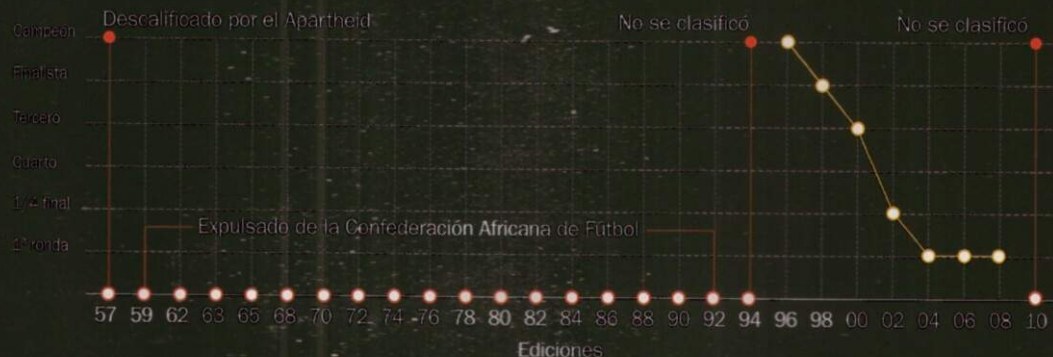 Descalificado por el Apartheid
No se clasificó
No se clasificó
Campeón
Finalista
Tercero
Cuarto
1/4 final
1ª ronda
Expulsado de la Confederación Africana de Fútbol
57 59 62 63 65 68 70 72 74 76 78 80 82 84 86 88 90 92 94 96 98 00 02 04 06 08 10
Ediciones